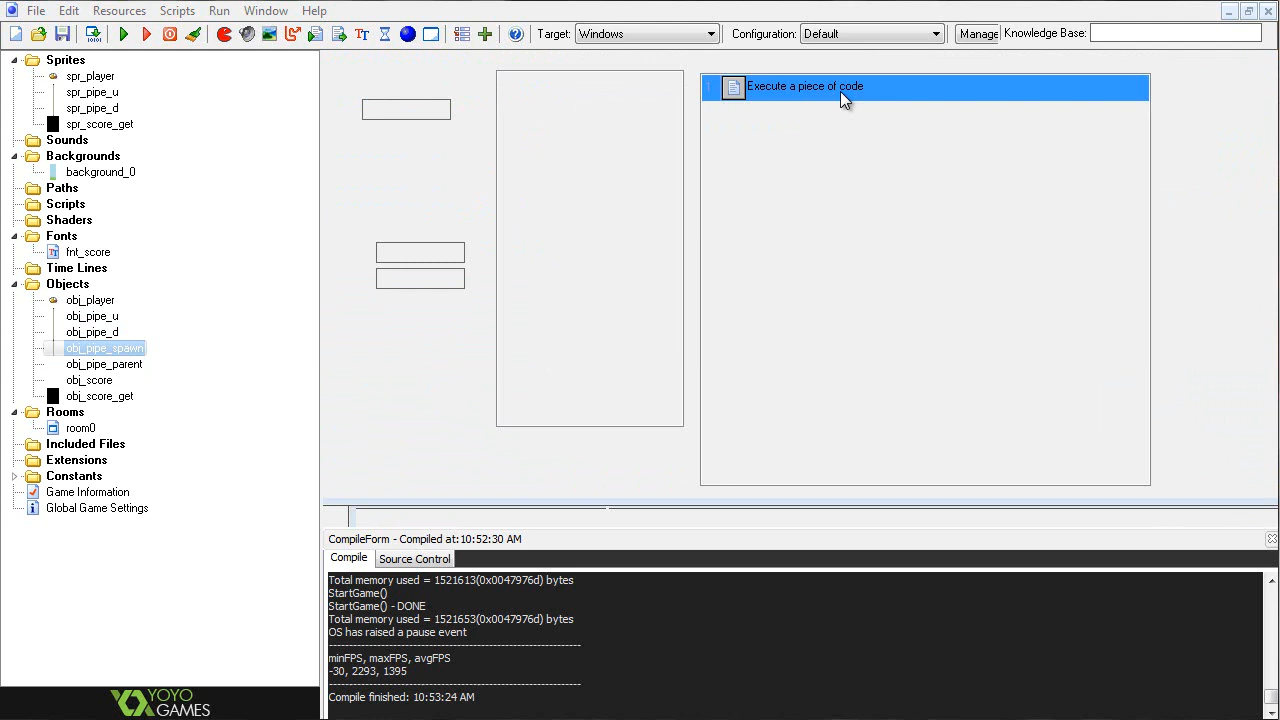 File Edit Resources Scripts Run Window Help
Target: Windows Configuration: Default Manage Knowledge Base:
Sprites
spr_player
spr_pipe_u
spr_pipe_d
spr_score_get
Sounds
Backgrounds
background_0
Paths
Scripts
Shaders
Fonts
fnt_score
Time Lines
Objects
obj_player
obj_pipe_u
obj_pipe_d
obj_pipe_spawn
obj_pipe_parent
obj_score
obj_score_get
Rooms
room0
Included Files
Extensions
Constants
Game Information
Global Game Settings
YOYO
GAMES
1 Execute a piece of code
CompileForm - Compiled at:10:52:30 AM
Compile Source Control
Total memory used = 1521613(0x0047976d) bytes
StartGame()
StartGame() - DONE
Total memory used = 1521653(0x0047976d) bytes
OS has raised a pause event
minFPS, maxFPS, avgFPS
-30, 2293, 1395
Compile finished: 10:53:24 AM